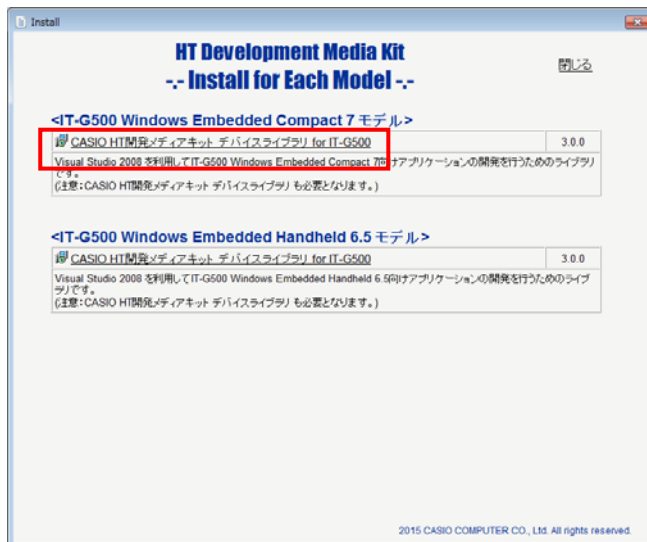 Install
HT Development Media Kit
-.- Install for Each Model -.-
閉じる
<IT-G500 Windows Embedded Compact 7 モデル>
CASIO HT開発メディアキット デバイスライブラリ for IT-G500
3.0.0
Visual Studio 2008 を利用してIT-G500 Windows Embedded Compact 7向けアプリケーションの開発を行うためのライブラリ
です。
(注意：CASIO HT開発メディアキット デバイスライブラリ も必要となります。)
<IT-G500 Windows Embedded Handheld 6.5 モデル>
CASIO HT開発メディアキット デバイスライブラリ for IT-G500
3.0.0
Visual Studio 2008 を利用してIT-G500 Windows Embedded Handheld 6.5向けアプリケーションの開発を行うためのライブ
ラリです。
(注意：CASIO HT開発メディアキット デバイスライブラリ も必要となります。)
2015 CASIO COMPUTER CO., Ltd. All rights reserved.